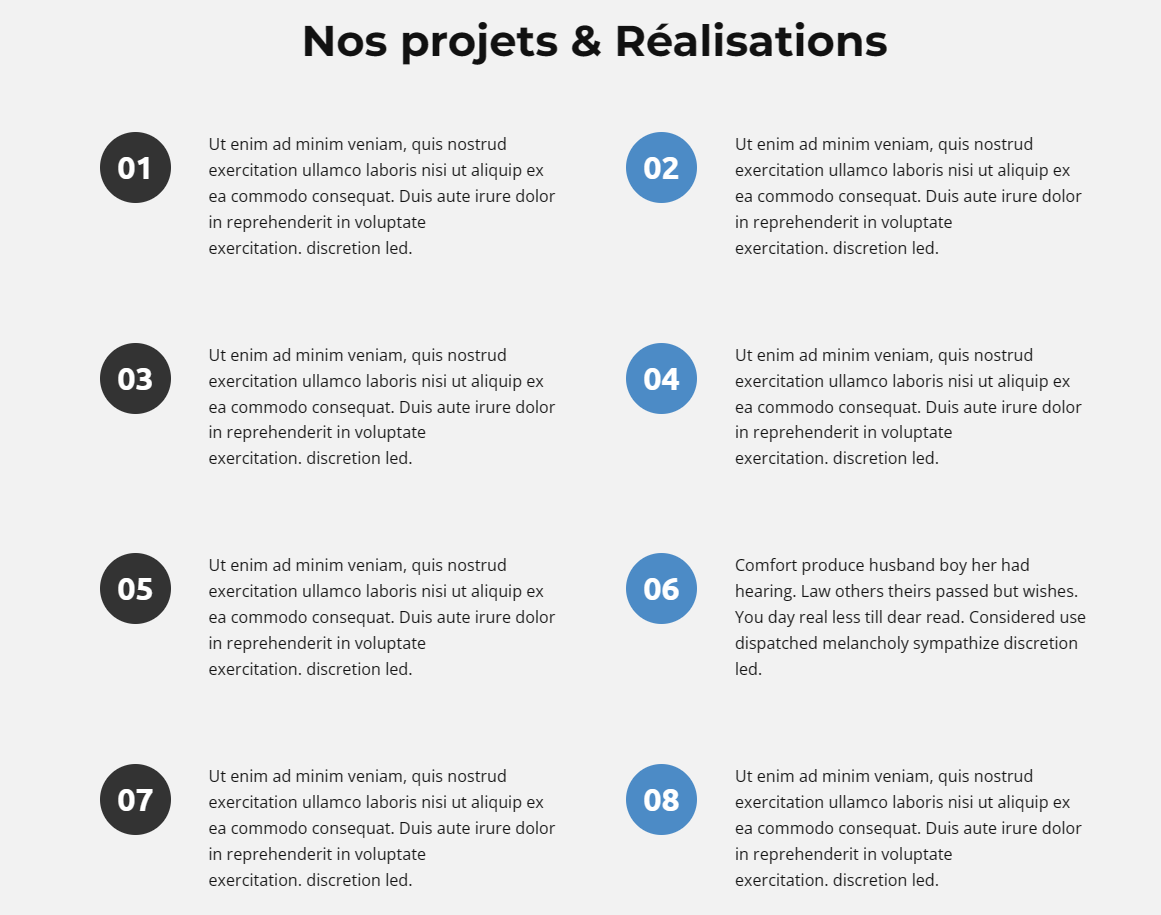 Nos projets & Réalisations
01
Ut enim ad minim veniam, quis nostrud
exercitation ullamco laboris nisi ut aliquip ex
ea commodo consequat. Duis aute irure dolor
in reprehenderit in voluptate
exercitation. discretion led.
02
Ut enim ad minim veniam, quis nostrud
exercitation ullamco laboris nisi ut aliquip ex
ea commodo consequat. Duis aute irure dolor
in reprehenderit in voluptate
exercitation. discretion led.
03
Ut enim ad minim veniam, quis nostrud
exercitation ullamco laboris nisi ut aliquip ex
ea commodo consequat. Duis aute irure dolor
in reprehenderit in voluptate
exercitation. discretion led.
04
Ut enim ad minim veniam, quis nostrud
exercitation ullamco laboris nisi ut aliquip ex
ea commodo consequat. Duis aute irure dolor
in reprehenderit in voluptate
exercitation. discretion led.
05
Ut enim ad minim veniam, quis nostrud
exercitation ullamco laboris nisi ut aliquip ex
ea commodo consequat. Duis aute irure dolor
in reprehenderit in voluptate
exercitation. discretion led.
06
Comfort produce husband boy her had
hearing. Law others theirs passed but wishes.
You day real less till dear read. Considered use
dispatched melancholy sympathize discretion
led.
07
Ut enim ad minim veniam, quis nostrud
exercitation ullamco laboris nisi ut aliquip ex
ea commodo consequat. Duis aute irure dolor
in reprehenderit in voluptate
exercitation. discretion led.
08
Ut enim ad minim veniam, quis nostrud
exercitation ullamco laboris nisi ut aliquip ex
ea commodo consequat. Duis aute irure dolor
in reprehenderit in voluptate
exercitation. discretion led.